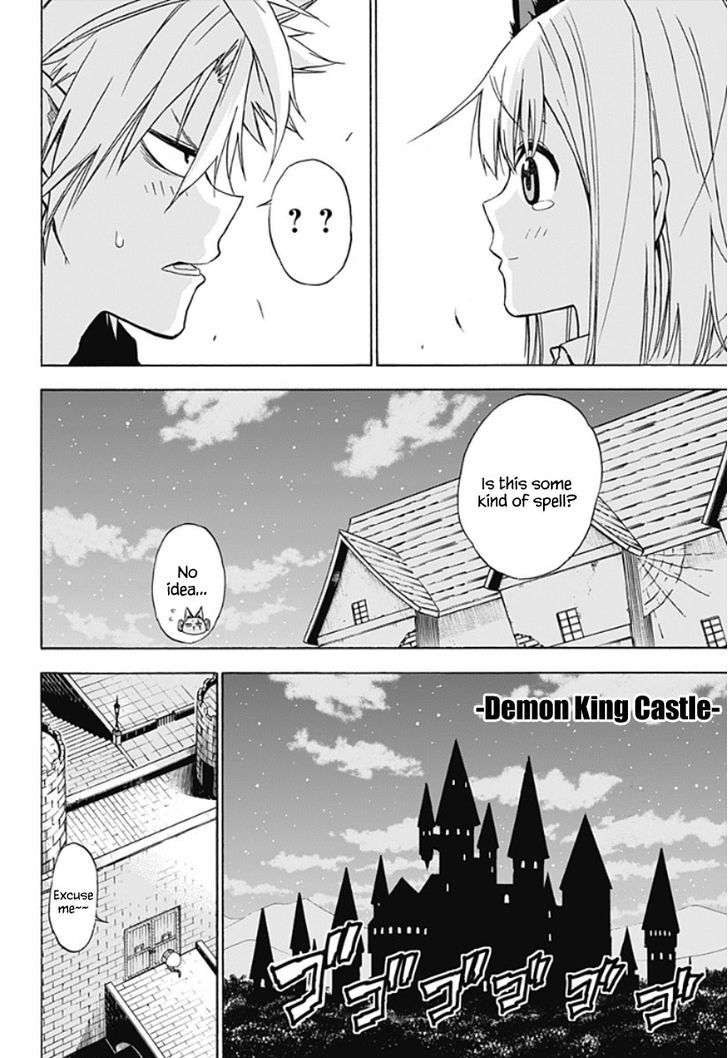 ? ?
Is this some
kind of spell?
No
idea...
-Demon King Castle-
ゴゴゴゴゴゴ
Excuse
me~~